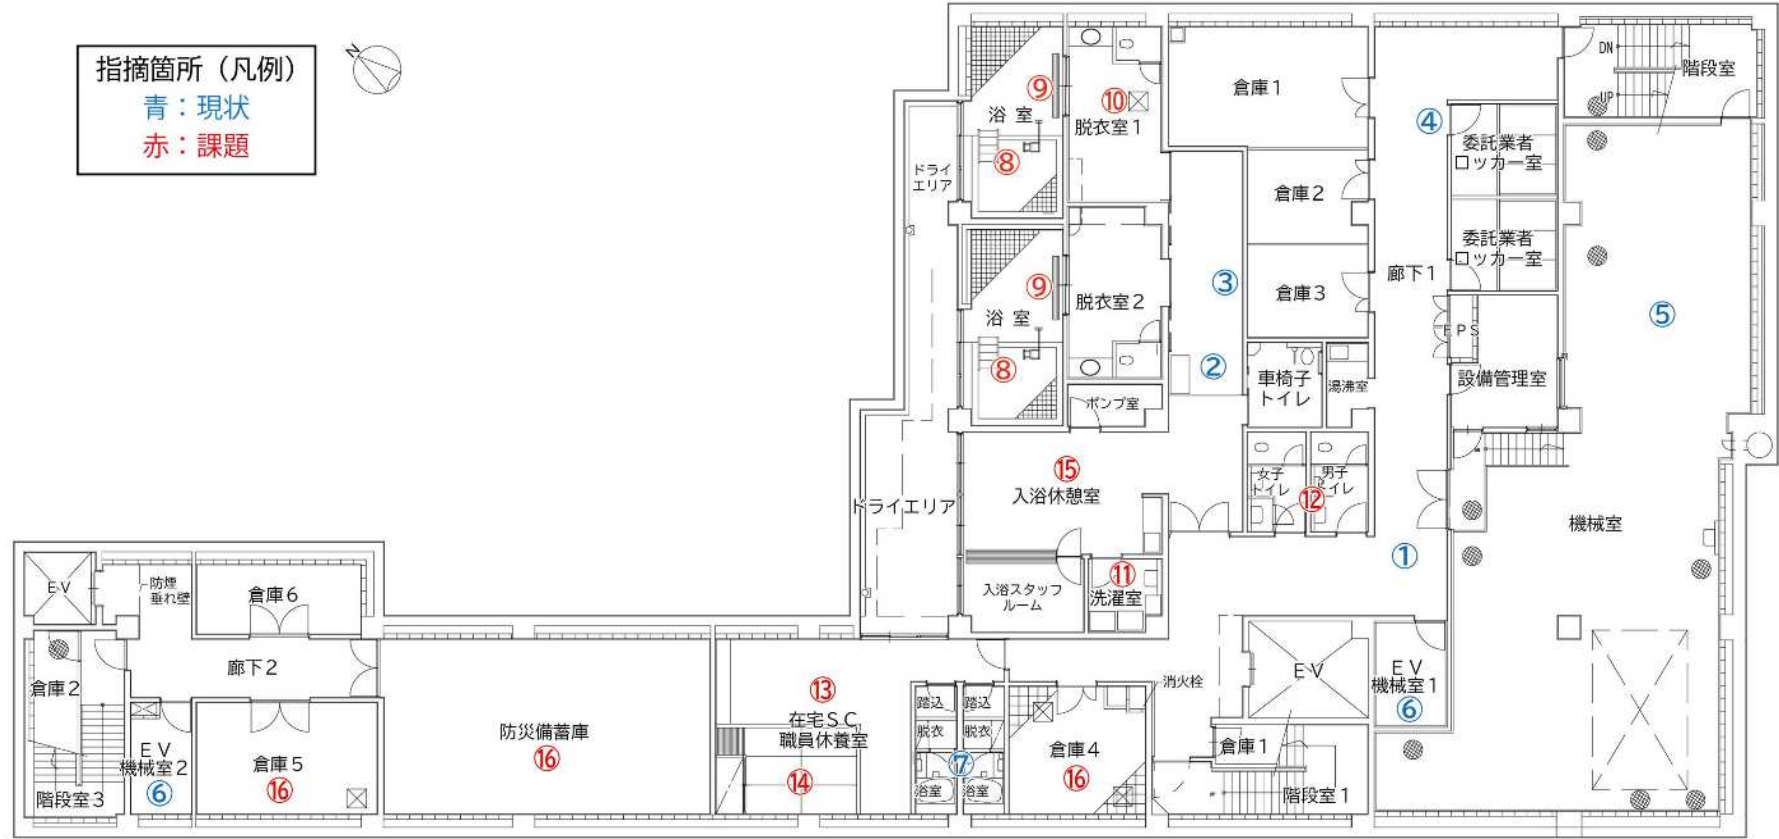 指摘箇所（凡例）
青：現状
赤：課題
N
浴 室
⑨
⑧
⑩
脱衣室１
倉庫１
④
DN
UP
階段室
委託業者
ロッカー室
ドライ
エリア
倉庫２
委託業者
ロッカー室
浴 室
⑨
⑧
脱衣室２
③
②
倉庫３
廊下１
⑤
ＥＰＳ
車椅子
トイレ
湯沸室
設備管理室
ポンプ室
⑮
入浴休憩室
女子
トイレ
⑫
男子
トイレ
ドライエリア
機械室
①
入浴スタッフ
ルーム
⑪
洗濯室
ＥＶ
防煙
垂れ壁
倉庫６
廊下２
倉庫２
ＥＶ
機械室２
⑥
階段室３
倉庫５
⑯
防災備蓄庫
⑯
⑬
在宅ＳＣ
職員休養室
⑭
踏込
踏込
脱衣
脱衣
⑦
浴室
浴室
倉庫４
⑯
消火栓
ＥＶ
ＥＶ
機械室１
⑥
倉庫１
階段室１